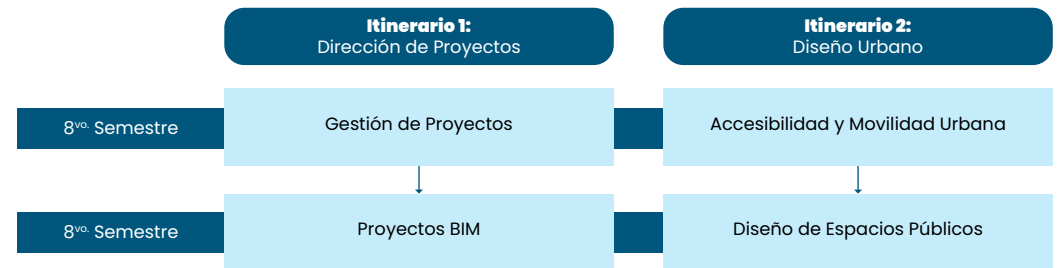 Itinerario 1:
Dirección de Proyectos
Itinerario 2:
Diseño Urbano
8vo. Semestre
Gestión de Proyectos
Accesibilidad y Movilidad Urbana
8vo. Semestre
Proyectos BIM
Diseño de Espacios Públicos